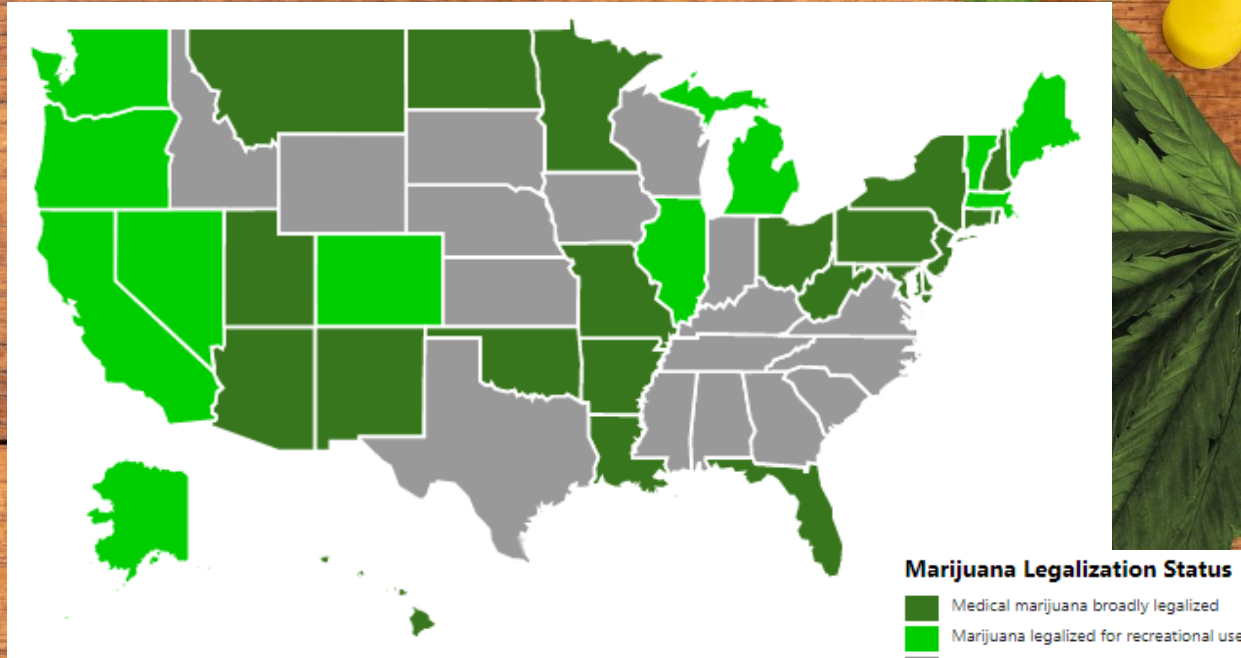 Marijuana Legalization Status
Medical marijuana broadly legalized
Marijuana legalized for recreational use